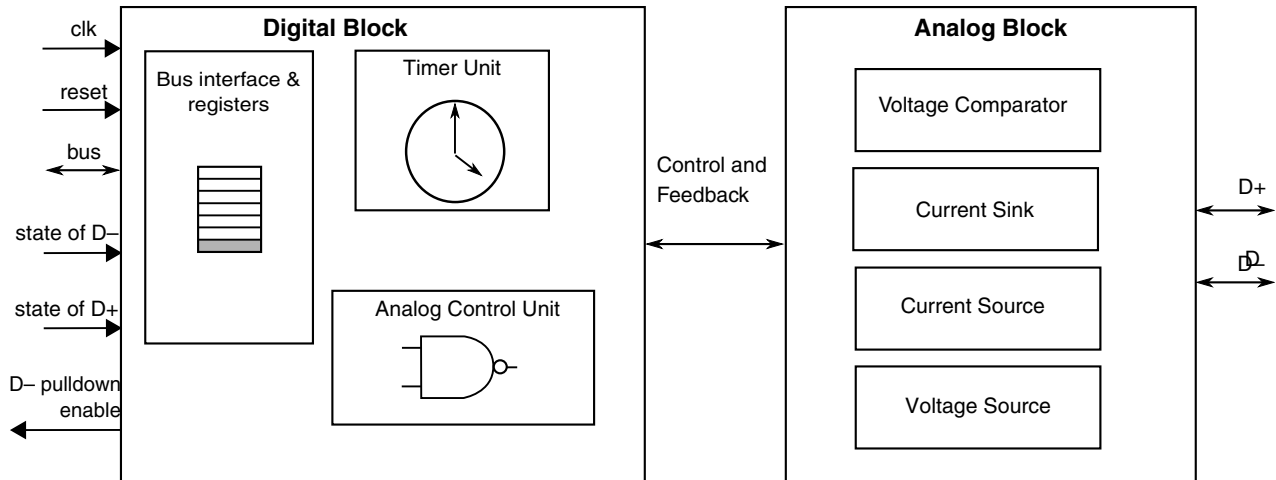 Digital Block
Analog Block
clk
reset
bus
state of D–
state of D+
D– pulldown
enable
Bus interface &
registers
Timer Unit
Analog Control Unit
Control and
Feedback
Voltage Comparator
Current Sink
Current Source
Voltage Source
D+
D–